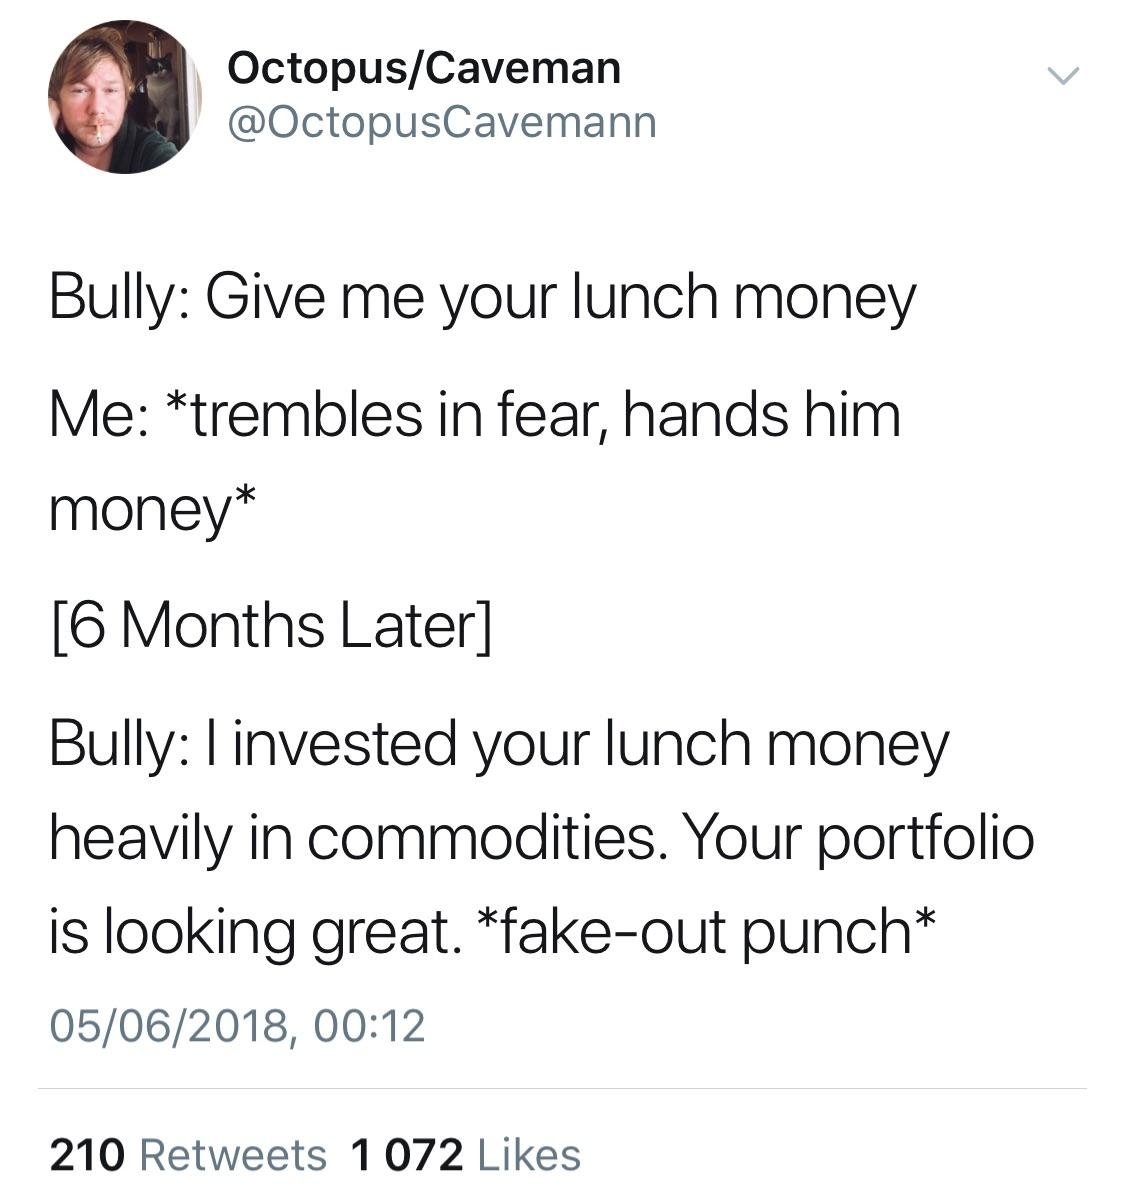 Octopus/Caveman
@OctopusCavemann
Bully: Give me your lunch money
Me: *trembles in fear, hands him
money*
[6 Months Later]
Bully: I invested your lunch money
heavily in commodities. Your portfolio
is looking great. *fake-out punch*
05/06/2018, 00:12
210 Retweets 1 072 Likes